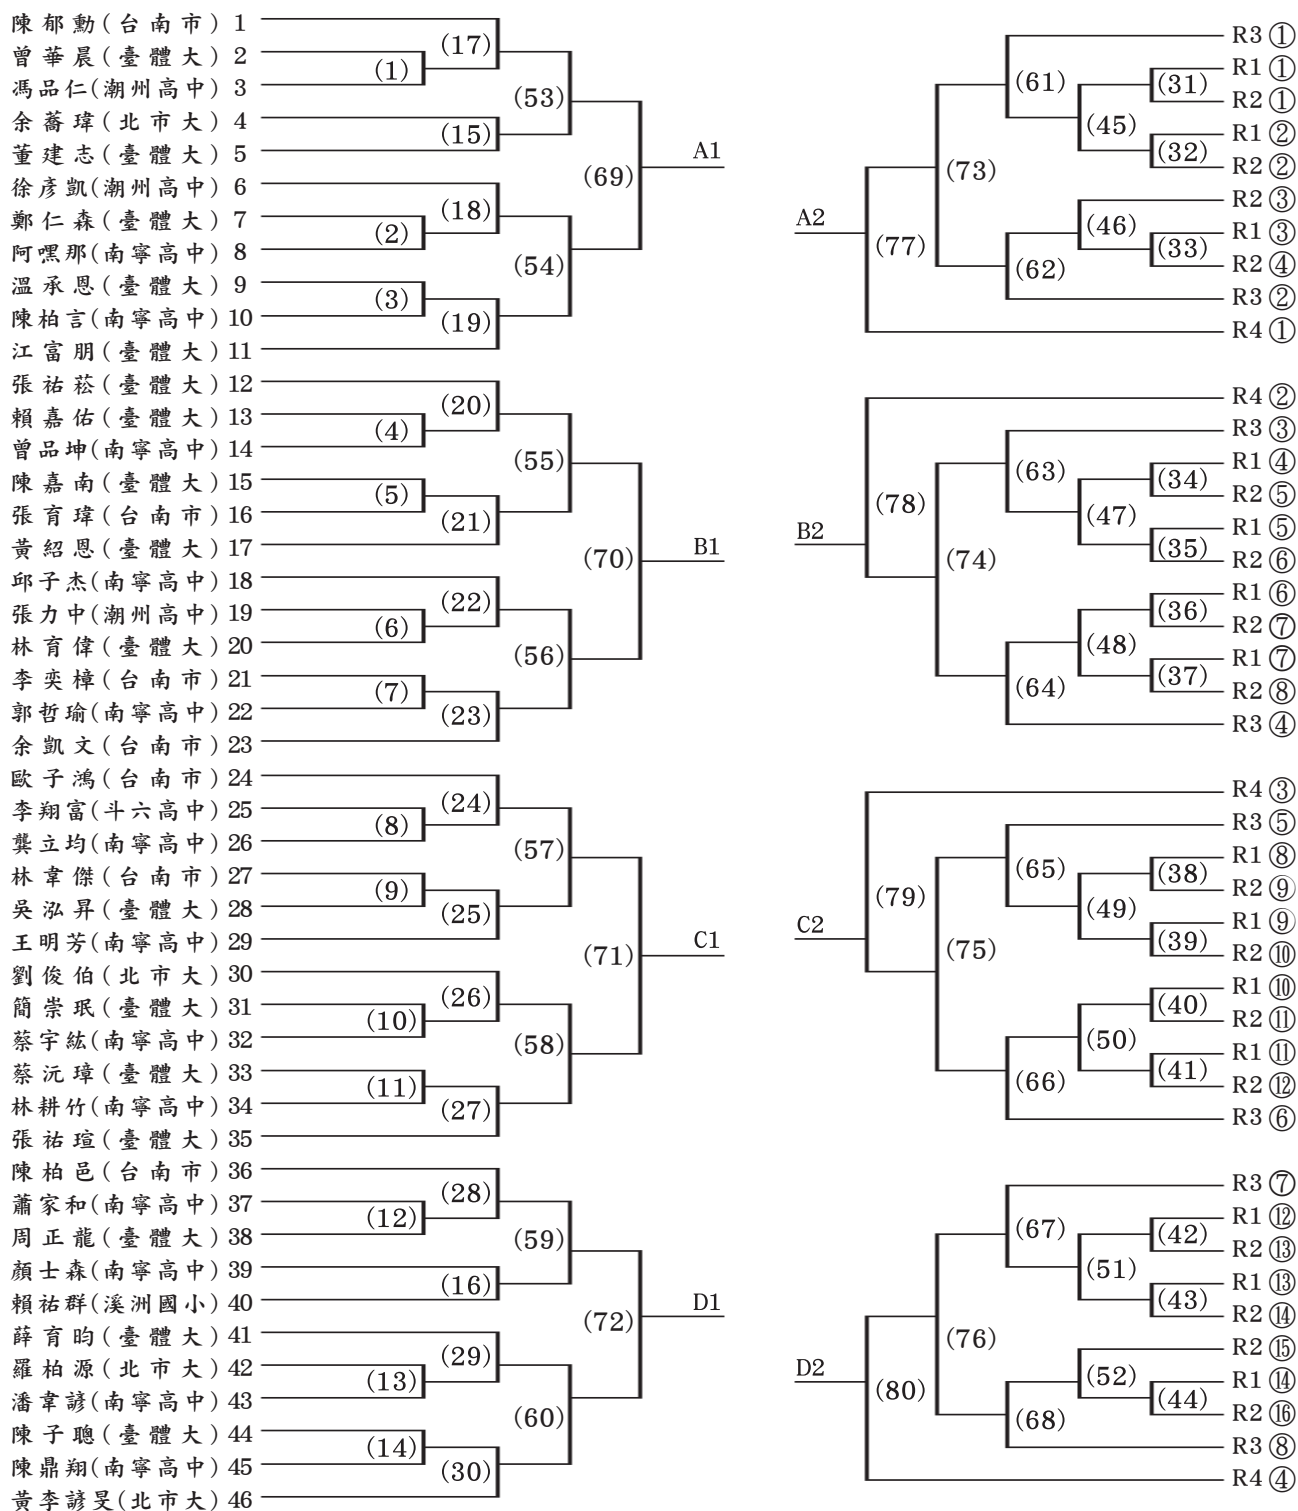 陳郁勳(台南市) 1
曾華晨(臺體大) 2
馮品仁(潮州高中) 3
余蕎瑋(北市大) 4
董建志(臺體大) 5
徐彥凱(潮州高中) 6
鄭仁森(臺體大) 7
阿嘿那(南寧高中) 8
溫承恩(臺體大) 9
陳柏言(南寧高中) 10
江富朋(臺體大) 11
張祐菘(臺體大) 12
賴嘉佑(臺體大) 13
曾品坤(南寧高中) 14
陳嘉南(臺體大) 15
張育瑋(台南市) 16
黃紹恩(臺體大) 17
邱子杰(南寧高中) 18
張力中(潮州高中) 19
林育偉(臺體大) 20
李奕樟(台南市) 21
郭哲瑜(南寧高中) 22
余凱文(台南市) 23
歐子鴻(台南市) 24
李翔富(斗六高中) 25
龔立均(南寧高中) 26
林韋傑(台南市) 27
吳泓昇(臺體大) 28
王明芳(南寧高中) 29
劉俊伯(北市大) 30
簡崇珉(臺體大) 31
蔡宇紘(南寧高中) 32
蔡沅璋(臺體大) 33
林耕竹(南寧高中) 34
張祐瑄(臺體大) 35
陳柏邑(台南市) 36
蕭家和(南寧高中) 37
周正龍(臺體大) 38
顏士森(南寧高中) 39
賴祐群(溪洲國小) 40
薛育昀(臺體大) 41
羅柏源(北市大) 42
潘韋諺(南寧高中) 43
陳子聰(臺體大) 44
陳鼎翔(南寧高中) 45
黃李諺旻(北市大) 46
(1)
(2)
(3)
(4)
(5)
(6)
(7)
(8)
(9)
(10)
(11)
(12)
(13)
(14)
(17)
(15)
(18)
(19)
(20)
(21)
(22)
(23)
(24)
(25)
(26)
(27)
(28)
(16)
(29)
(30)
(53)
(54)
(55)
(56)
(57)
(58)
(59)
(60)
(69)
(70)
(71)
(72)
A1
B1
C1
D1
A2
B2
C2
D2
(77)
(78)
(79)
(80)
(73)
(74)
(75)
(76)
(61)
(62)
(63)
(64)
(65)
(66)
(67)
(68)
(45)
(46)
(47)
(48)
(49)
(50)
(51)
(52)
(31)
(32)
(33)
(34)
(35)
(36)
(37)
(38)
(39)
(40)
(41)
(42)
(43)
(44)
R3 ①
R1 ①
R2 ①
R1 ②
R2 ②
R2 ③
R1 ③
R2 ④
R3 ②
R4 ①
R4 ②
R3 ③
R1 ④
R2 ⑤
R1 ⑤
R2 ⑥
R1 ⑥
R2 ⑦
R1 ⑦
R2 ⑧
R3 ④
R4 ③
R3 ⑤
R1 ⑧
R2 ⑨
R1 ⑨
R2 ⑩
R1 ⑩
R2 ⑪
R1 ⑪
R2 ⑫
R3 ⑥
R3 ⑦
R1 ⑫
R2 ⑬
R1 ⑬
R2 ⑭
R2 ⑮
R1 ⑭
R2 ⑯
R3 ⑧
R4 ④